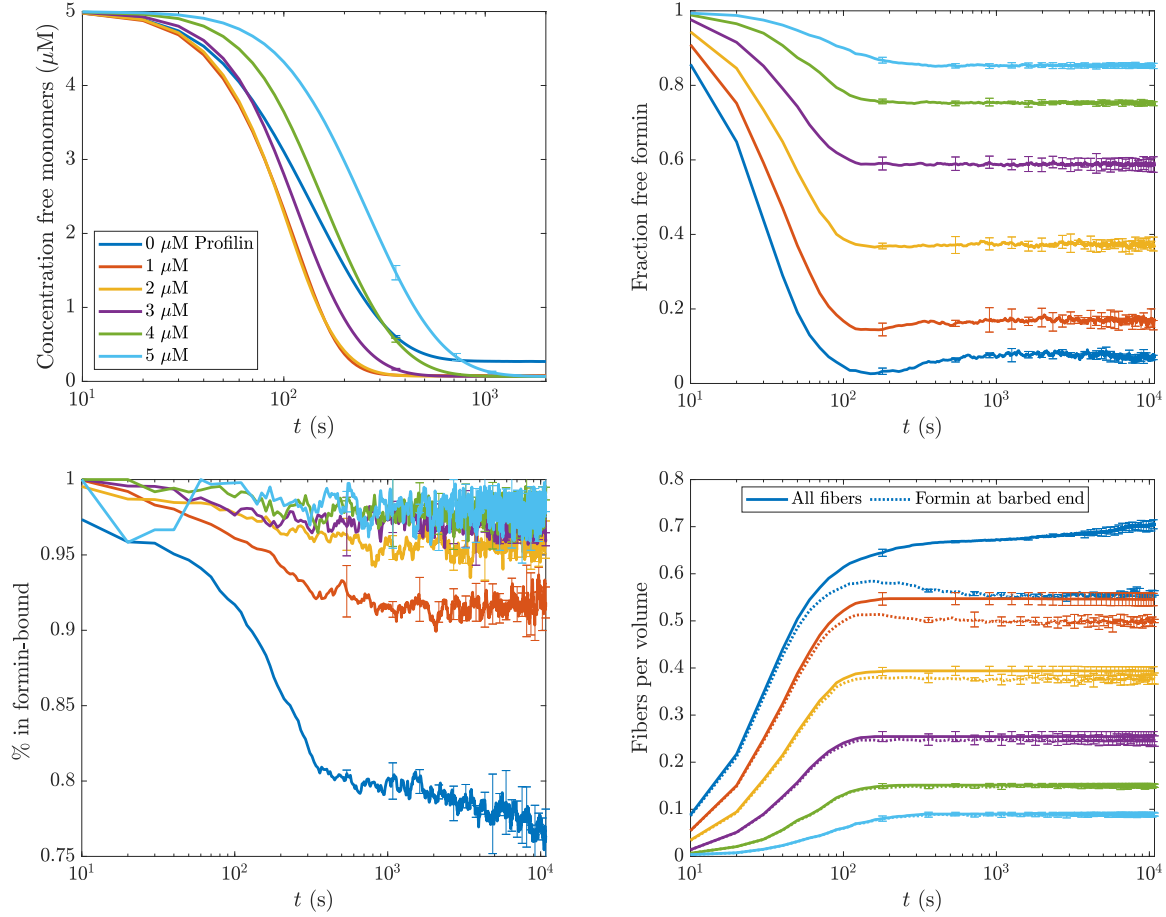 Concentration free monomers (μM)
5
4
3
2
1
0
0 μM Profilin
1 μM
2 μM
3 μM
4 μM
5 μM
10^1
10^2
10^3
t (s)
Fraction free formin
1
0.8
0.6
0.4
0.2
0
10^1
10^2
10^3
10^4
t (s)
% in formin-bound
1
0.95
0.9
0.85
0.8
0.75
10^1
10^2
10^3
10^4
t (s)
Fibers per volume
0.8
0.7
0.6
0.5
0.4
0.3
0.2
0.1
0
All fibers
Formin at barbed end
10^1
10^2
10^3
10^4
t (s)